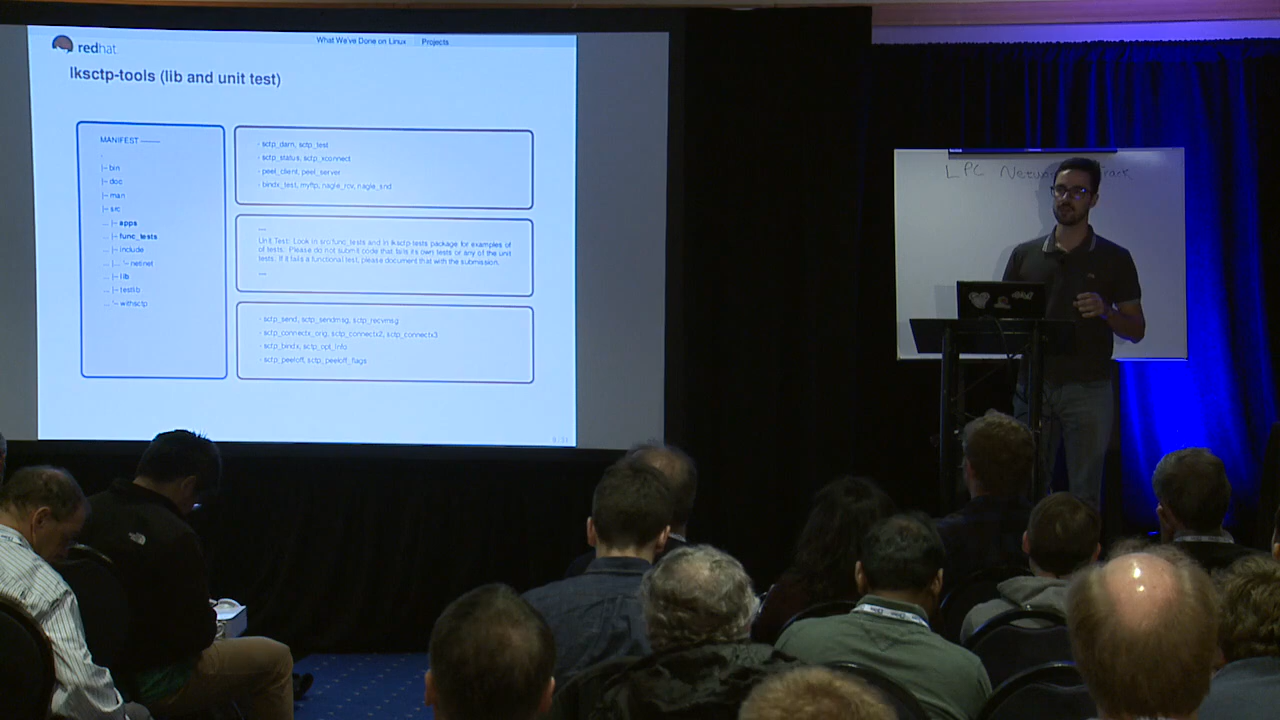 redhat.
What We've Done on Linux Projects
lksctp-tools (lib and unit test)
MANIFEST ———
.
|-- bin
|-- doc
|-- man
|-- src
... |-- apps
... |-- func_tests
... |-- include
... |... '-- netinet
... |-- lib
... |-- testlib
... '-- withsctp
- sctp_darn, sctp_test
- sctp_status, sctp_xconnect
- peel_client, peel_server
- bindx_test, myftp, nagle_rcv, nagle_snd
....
Unit Test: Look in src/func_tests and in lksctp-tests package for examples of
of tests. Please do not submit code that fails its own tests or any of the unit
tests. If it fails a functional test, please document that with the submission.
....
- sctp_send, sctp_sendmsg, sctp_recvmsg
- sctp_connectx_orig, sctp_connectx2, sctp_connectx3
- sctp_bindx, sctp_opt_info
- sctp_peeloff, sctp_peeloff_flags
LPC